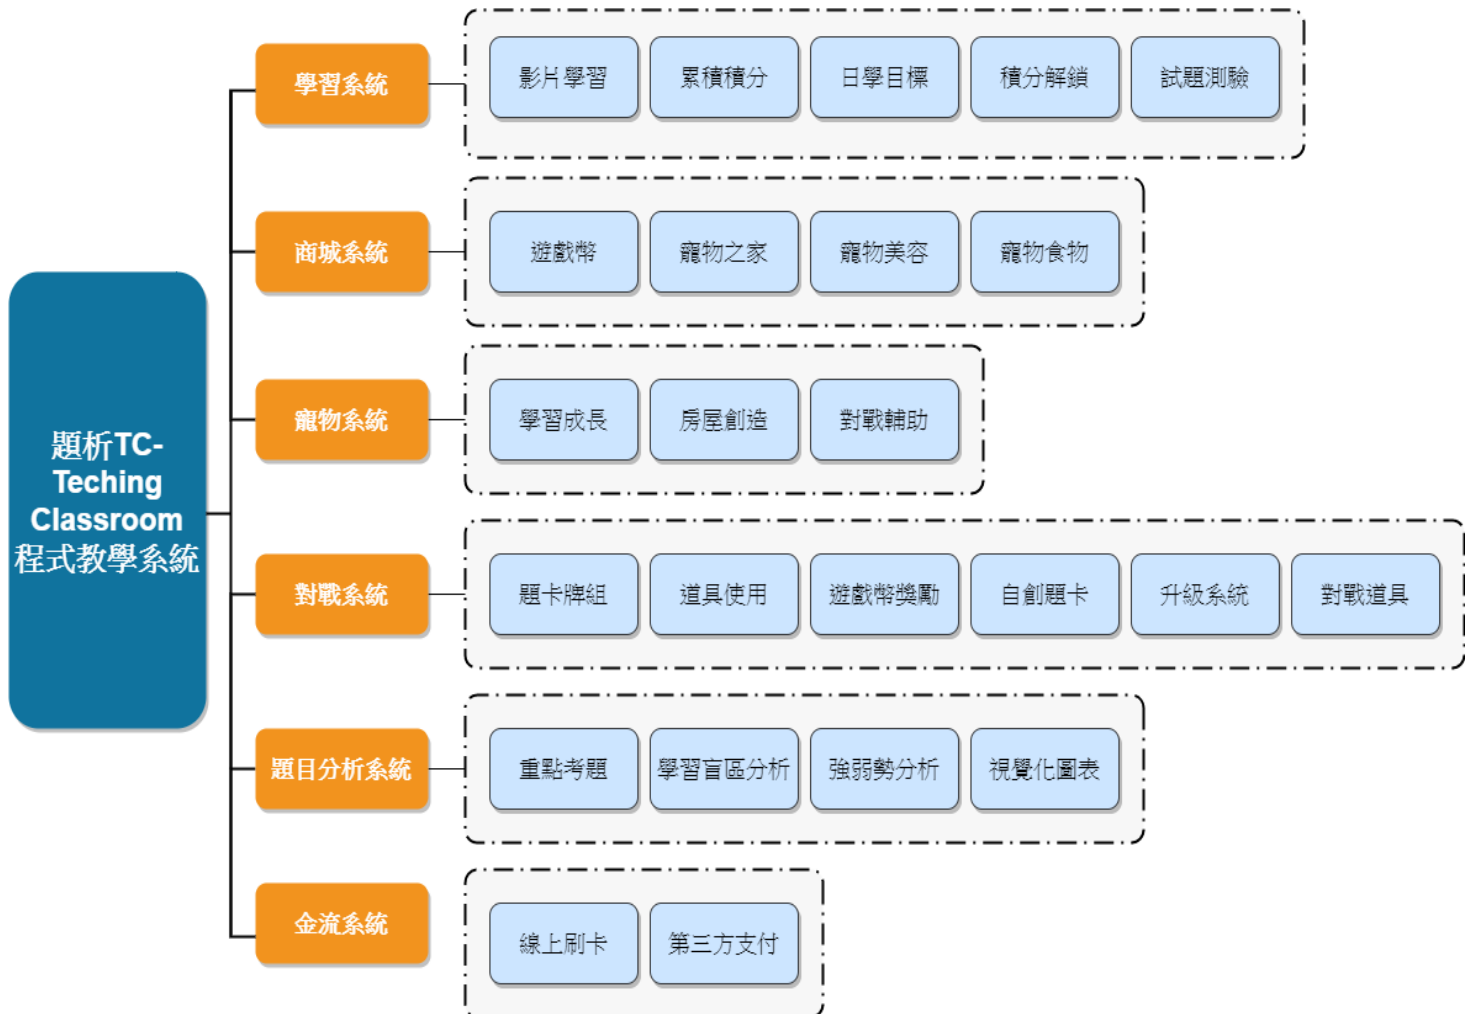 題析TC-
Teching
Classroom
程式教學系統
學習系統
影片學習
累積積分
日學目標
積分解鎖
試題測驗
商城系統
遊戲幣
寵物之家
寵物美容
寵物食物
寵物系統
學習成長
房屋創造
對戰輔助
對戰系統
題卡牌組
道具使用
遊戲幣獎勵
自創題卡
升級系統
對戰道具
題目分析系統
重點考題
學習盲區分析
強弱勢分析
視覺化圖表
金流系統
線上刷卡
第三方支付